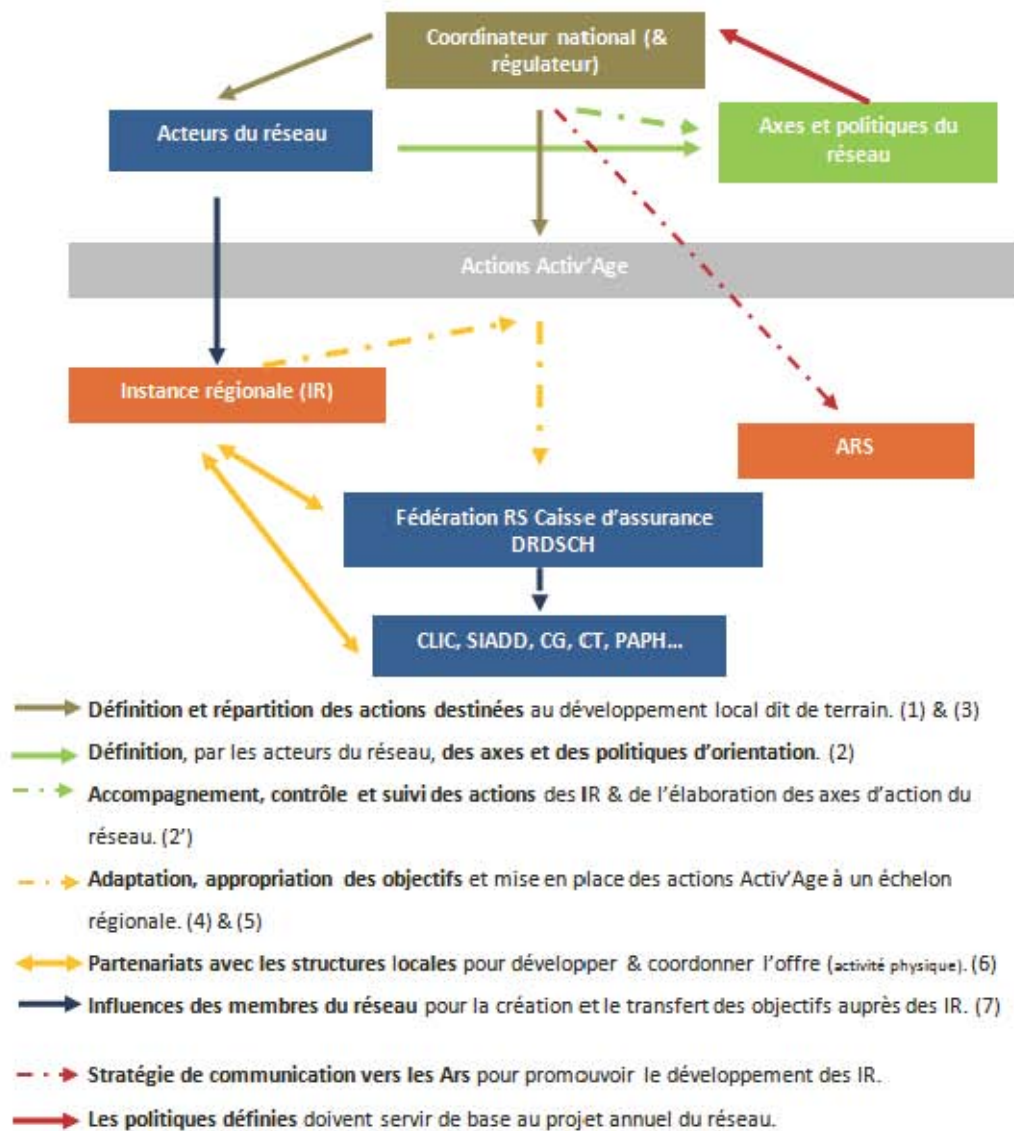 Coordinateur national (&
régulateur)
Acteurs du réseau
Axes et politiques du
réseau
Actions Activ'Age
Instance régionale (IR)
ARS
Fédération RS Caisse d'assurance
DRDSCH
CLIC, SIADD, CG, CT, PAPH...
Définition et répartition des actions destinées au développement local dit de terrain. (1) & (3)
Définition, par les acteurs du réseau, des axes et des politiques d'orientation. (2)
Accompagnement, contrôle et suivi des actions des IR & de l'élaboration des axes d'action du
réseau. (2')
Adaptation, appropriation des objectifs et mise en place des actions Activ'Age à un échelon
régionale. (4) & (5)
Partenariats avec les structures locales pour développer & coordonner l'offre (activité physique). (6)
Influences des membres du réseau pour la création et le transfert des objectifs auprès des IR. (7)
Stratégie de communication vers les Ars pour promouvoir le développement des IR.
Les politiques définies doivent servir de base au projet annuel du réseau.